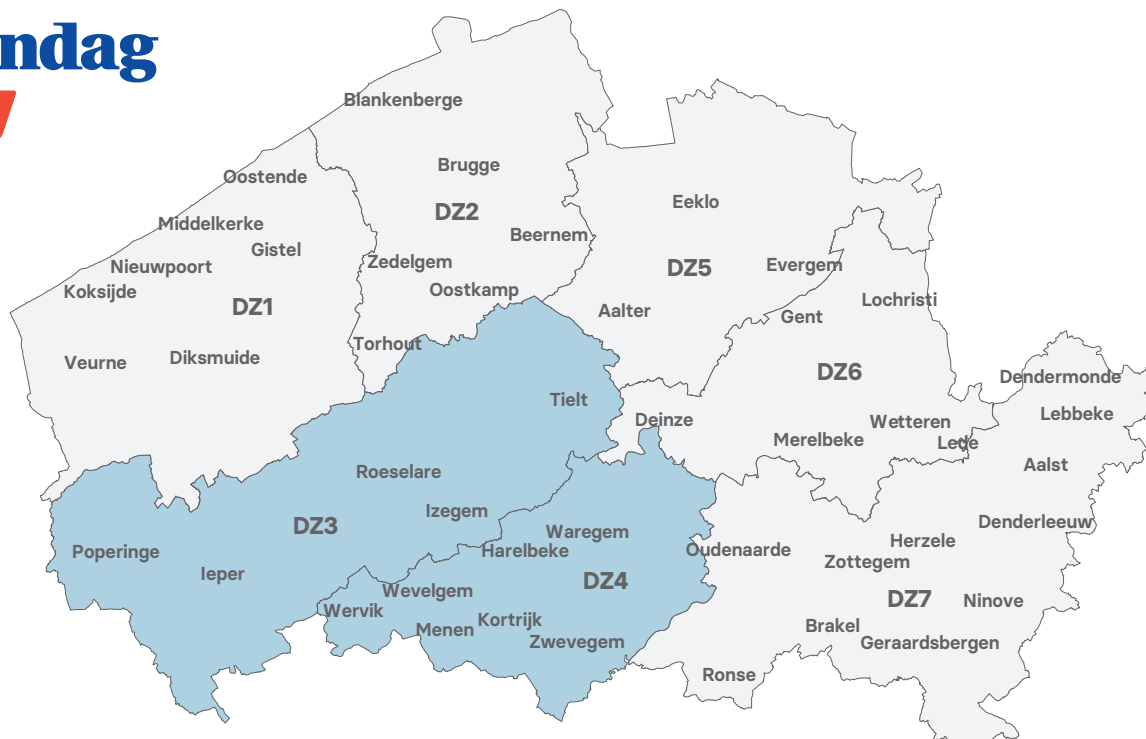 ndag
Blankenberge
Brugge
Oostende
DZ2
Eeklo
Middelkerke
Beernem
Gistel
Nieuwpoort
Zedelgem
DZ5
Evergem
Koksijde
Oostkamp
Lochristi
DZ1
Aalter
Gent
Torhout
Veurne
Diksmuide
DZ6
Dendermonde
Tielt
Lebbeke
Deinze
Wetteren
Merelbeke
Lede
Aalst
Roeselare
Izegem
DZ3
Denderleeuw
Waregem
Herzele
Poperinge
Harelbeke
Oudenaarde
Zottegem
Ieper
DZ4
Wevelgem
DZ7
Ninove
Wervik
Kortrijk
Menen
Brakel
Zwevegem
Geraardsbergen
Ronse